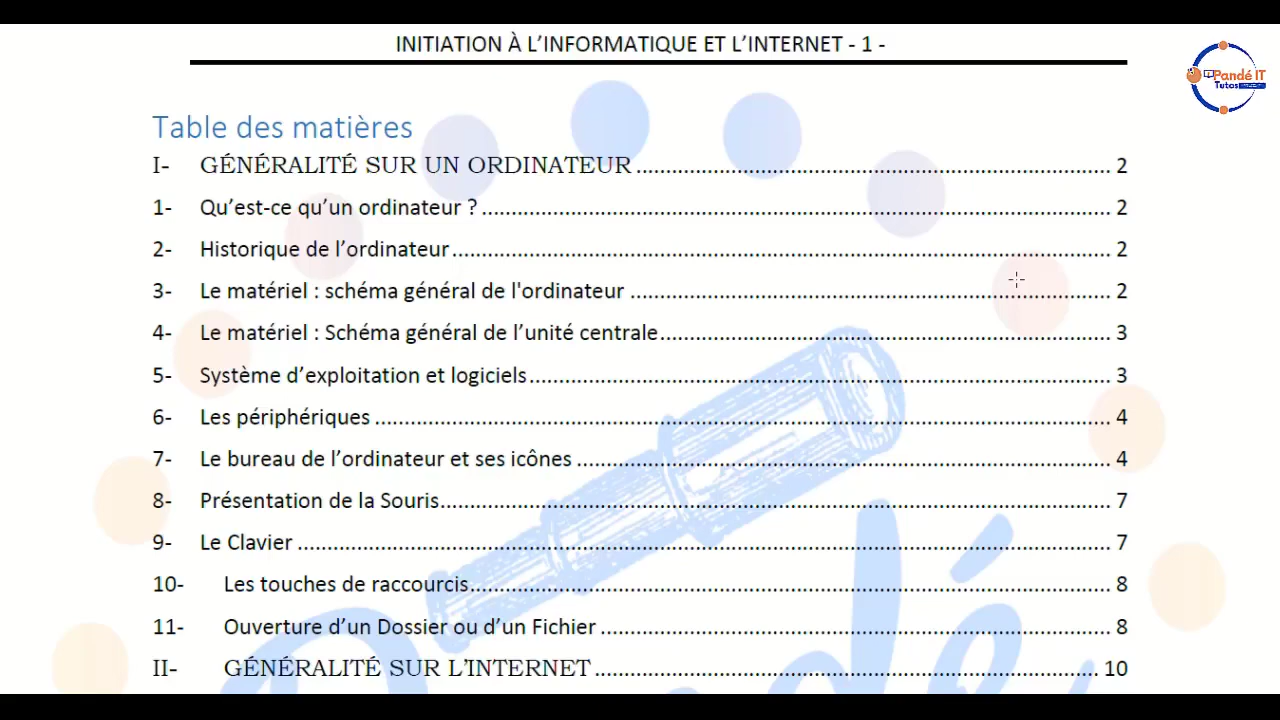 INITIATION À L’INFORMATIQUE ET L’INTERNET - 1 -
Pandé IT
Tutos
Table des matières
I- GÉNÉRALITÉ SUR UN ORDINATEUR ........ 2
1- Qu’est-ce qu’un ordinateur ? ........ 2
2- Historique de l’ordinateur ........ 2
3- Le matériel : schéma général de l'ordinateur ........ 2
4- Le matériel : Schéma général de l’unité centrale ........ 3
5- Système d’exploitation et logiciels ........ 3
6- Les périphériques ........ 4
7- Le bureau de l’ordinateur et ses icônes ........ 4
8- Présentation de la Souris ........ 7
9- Le Clavier ........ 7
10- Les touches de raccourcis ........ 8
11- Ouverture d’un Dossier ou d’un Fichier ........ 8
II- GÉNÉRALITÉ SUR L’INTERNET ........ 10